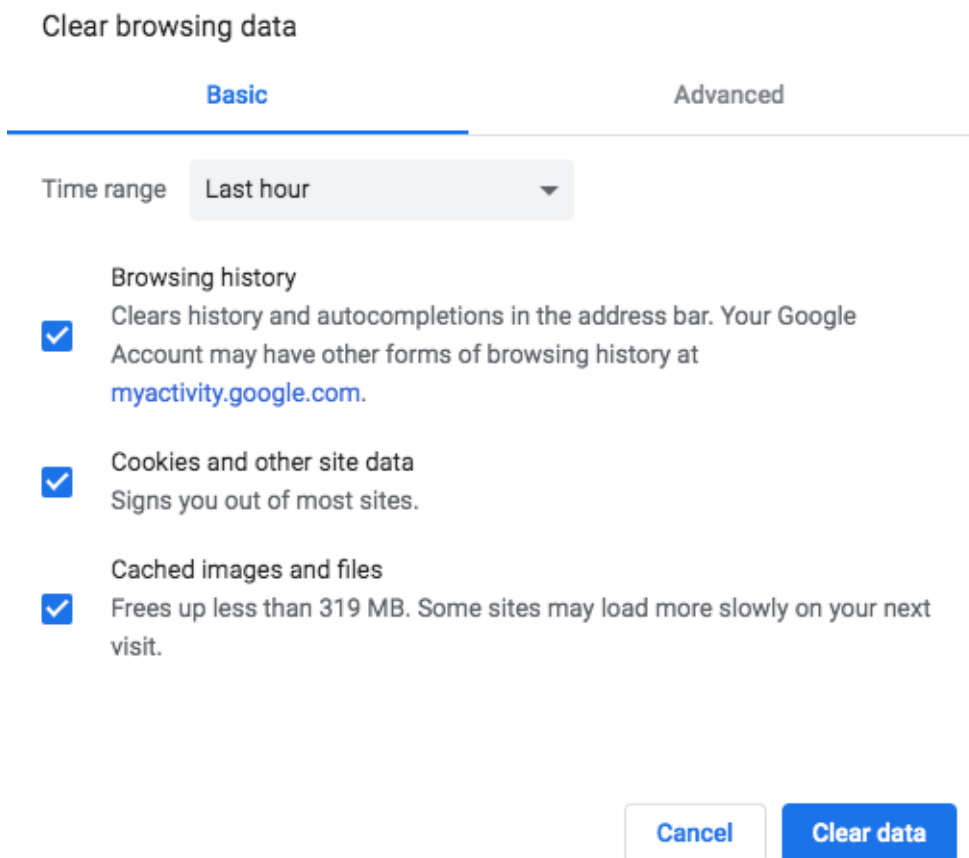 Clear browsing data
Basic Advanced
Time range Last hour
Browsing history
Clears history and autocompletions in the address bar. Your Google
Account may have other forms of browsing history at
myactivity.google.com.
Cookies and other site data
Signs you out of most sites.
Cached images and files
Frees up less than 319 MB. Some sites may load more slowly on your next
visit.
Cancel Clear data